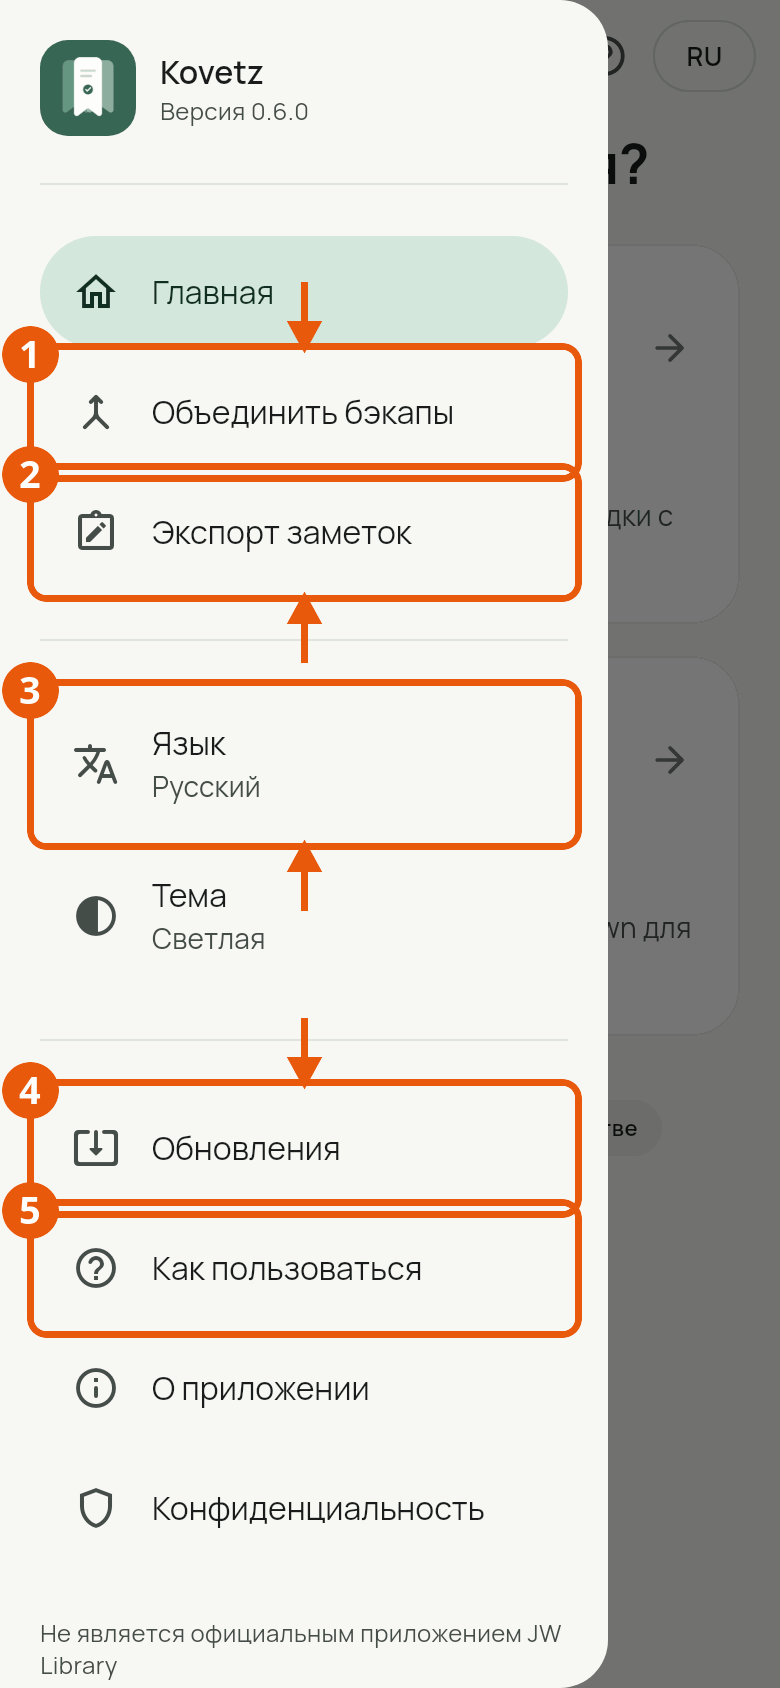 Kovetz
Версия 0.6.0
RU
?
Главная
1
Объединить бэкапы
2
Экспорт заметок
с
3
Язык
Русский
Тема
Светлая
для
4
Обновления
5
Как пользоваться
О приложении
Конфиденциальность
Не является официальным приложением JW
Library